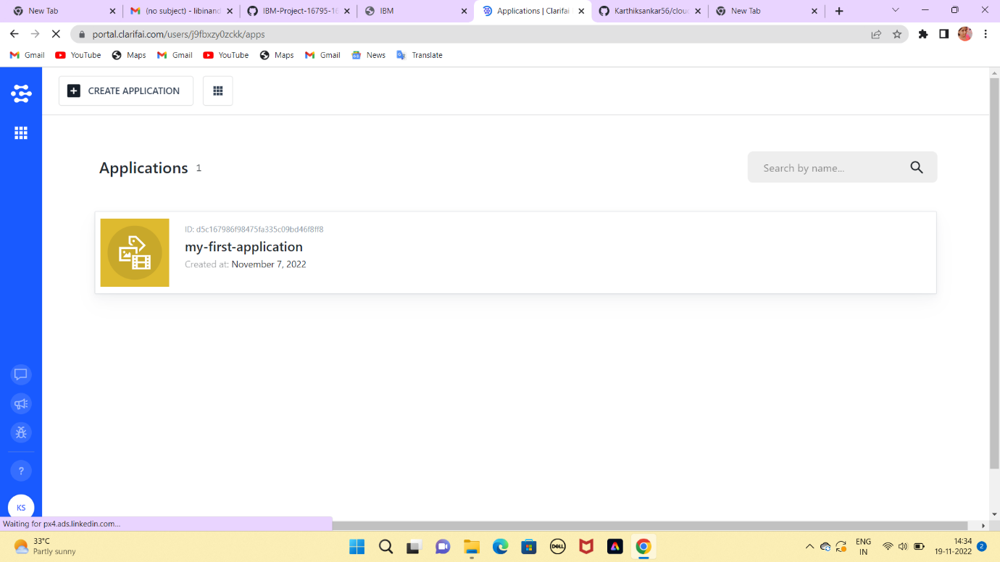 New Tab
(no subject) - libinand
IBM-Project-16795-16
IBM
Applications | Clarifai
Karthiksankar56/clou
New Tab
portal.clarifai.com/users/j9fbxzy0zckk/apps
Gmail
YouTube
Maps
Gmail
YouTube
Maps
Gmail
News
Translate
CREATE APPLICATION
Applications 1
Search by name...
ID: d5c167986f98475fa335c09bd46f8ff8
my-first-application
Created at: November 7, 2022
?
KS
Waiting for px4.ads.linkedin.com...
33°C
Partly sunny
DELL
ENG
IN
14:34
19-11-2022
2